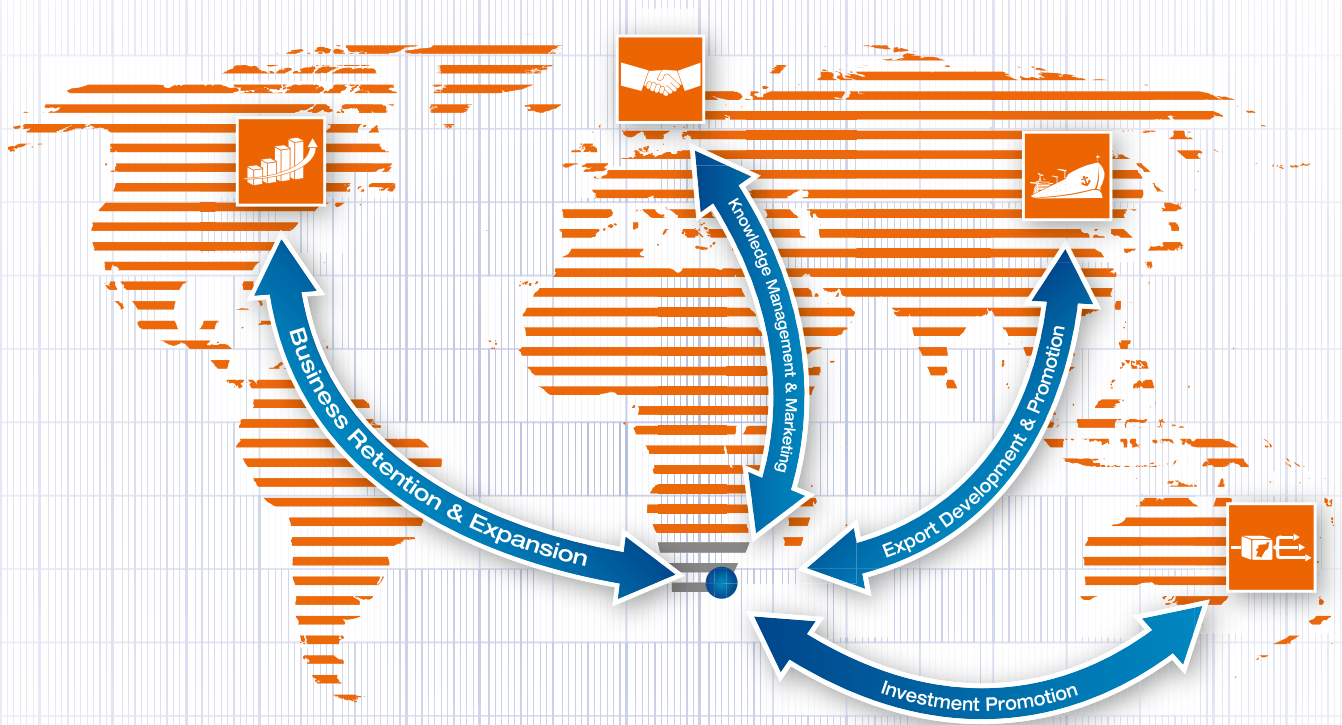 Knowledge Management & Marketing
Business Retention & Expansion
Export Development & Promotion
Investment Promotion